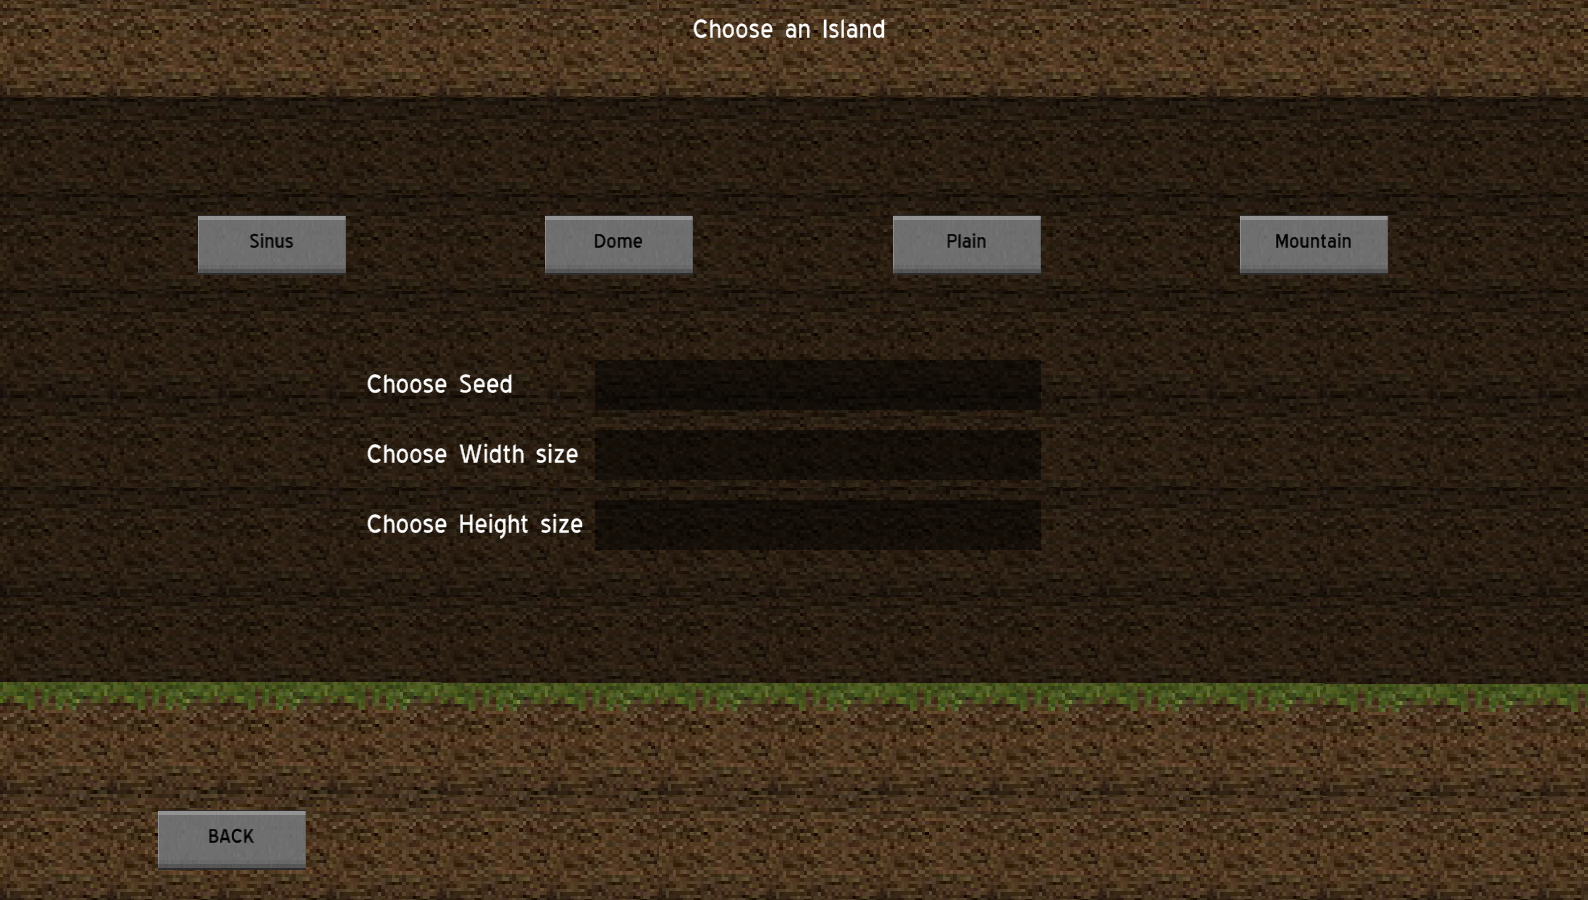 Choose an Island
Sinus
Dome
Plain
Mountain
Choose Seed
Choose Width size
Choose Height size
BACK